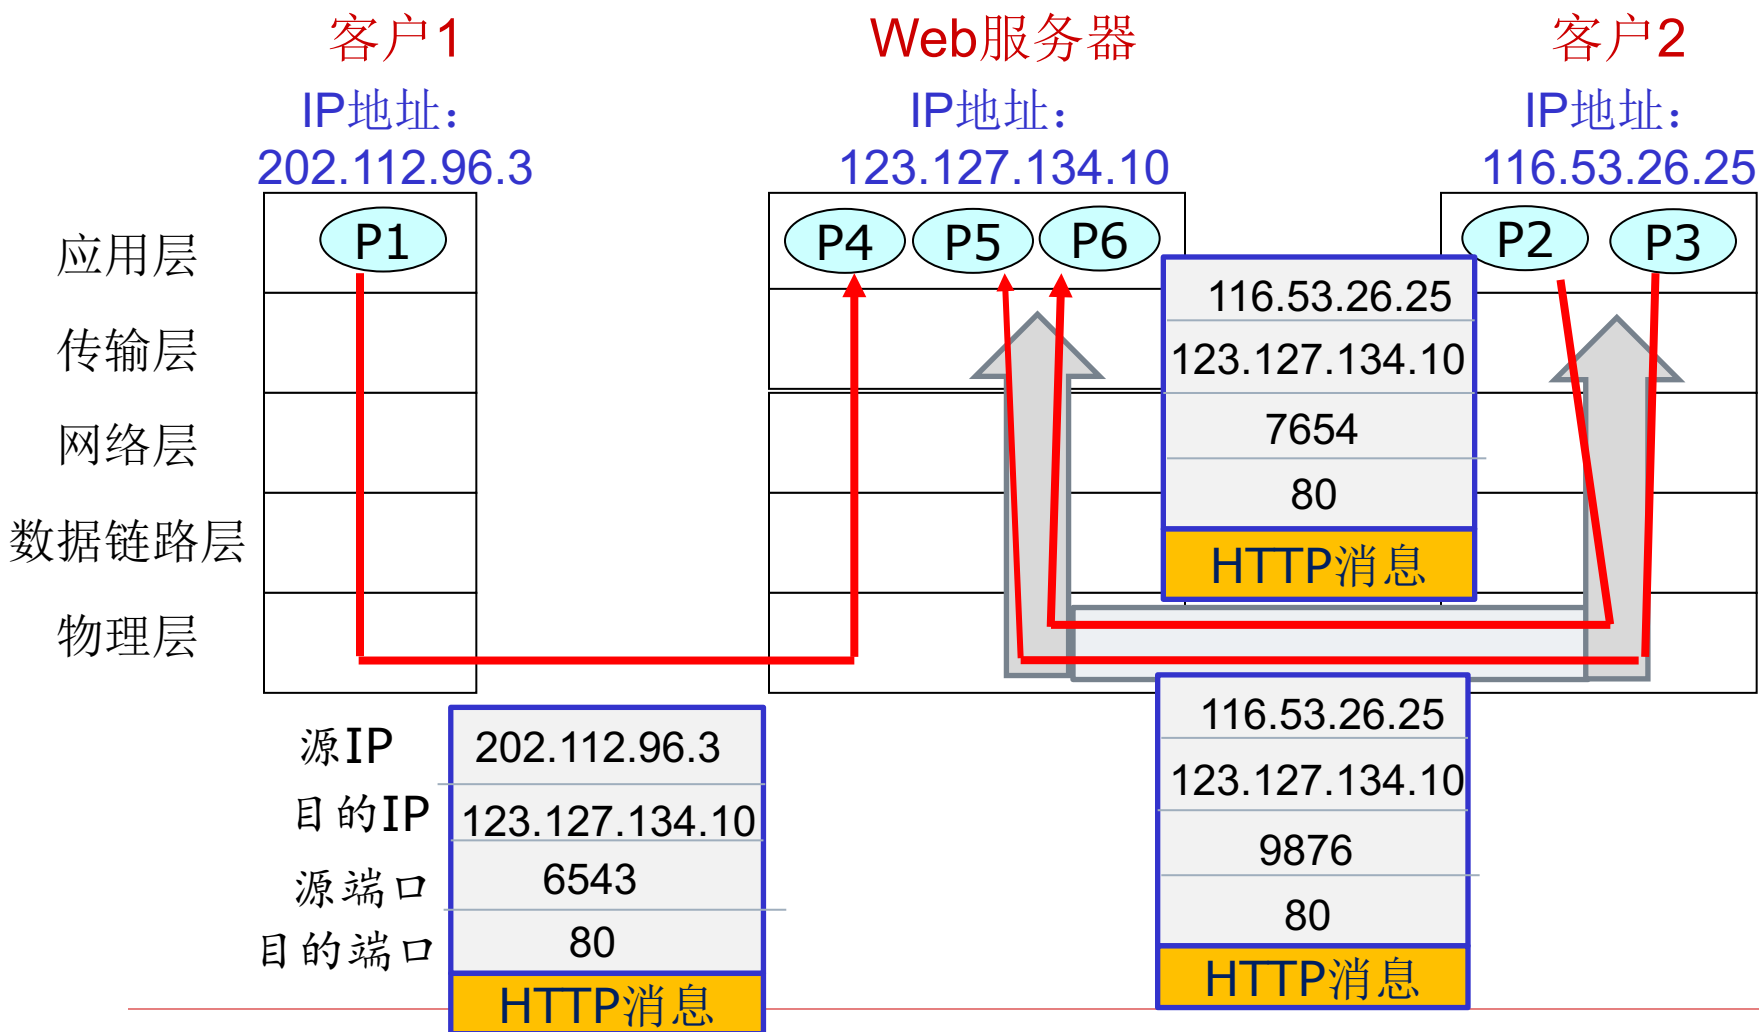 客户1
Web服务器
客户2
IP地址：
202.112.96.3
IP地址：
123.127.134.10
IP地址：
116.53.26.25
应用层
传输层
网络层
数据链路层
物理层
P1
P4
P5
P6
P2
P3
116.53.26.25
123.127.134.10
7654
80
HTTP消息
源IP
目的IP
源端口
目的端口
202.112.96.3
123.127.134.10
6543
80
HTTP消息
116.53.26.25
123.127.134.10
9876
80
HTTP消息